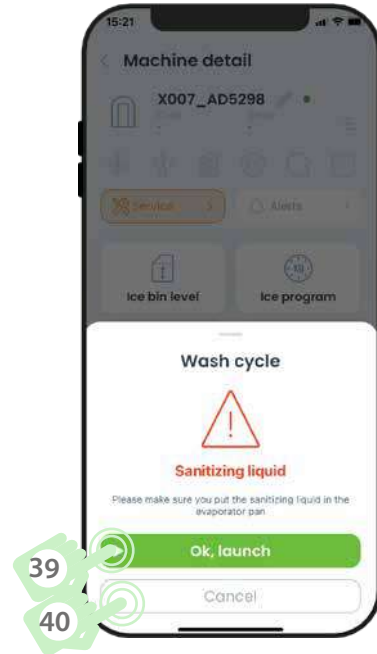 15:21
Machine detail
X007_AD5298
Service
Alerts
Ice bin level
Ice program
Wash cycle
Sanitizing liquid
Please make sure you put the sanitizing liquid in the
evaporator pan
Ok, launch
39
Cancel
40